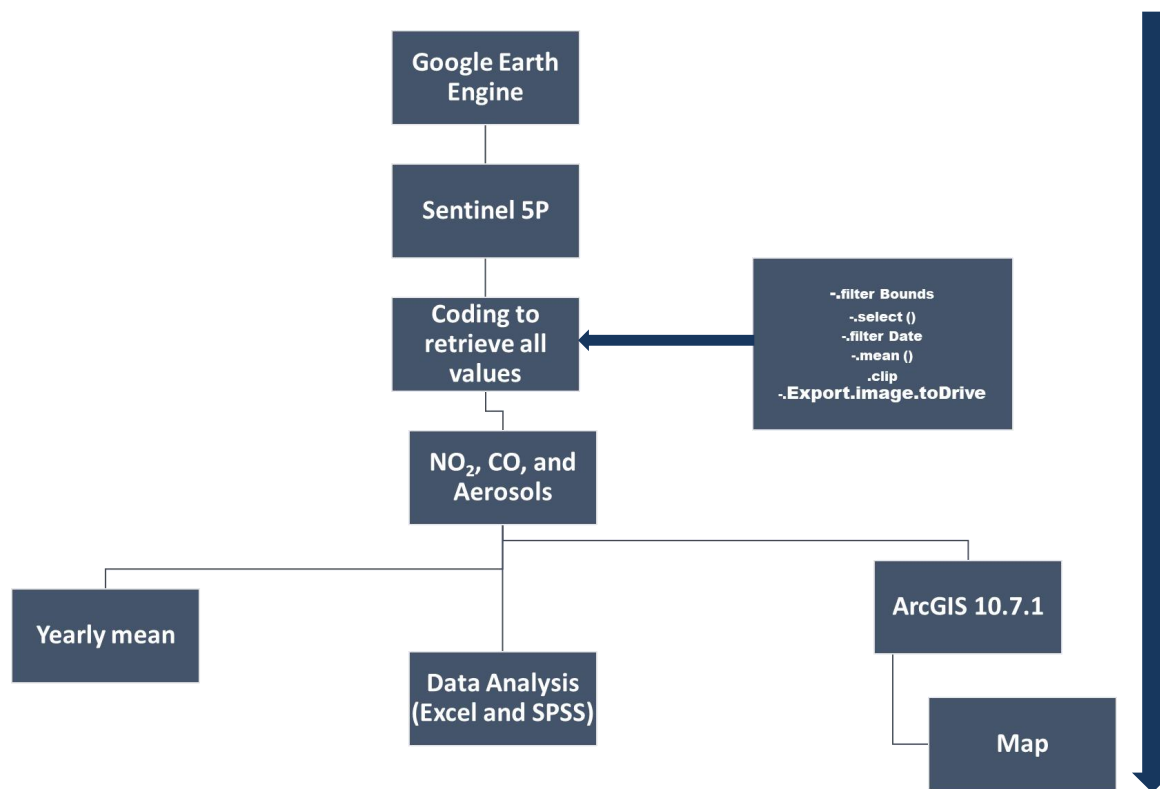 Google Earth
Engine
Sentinel 5P
Coding to
retrieve all
values
-.filter Bounds
-.select ()
-.filter Date
-.mean ()
.clip
-.Export.image.toDrive
NO₂, CO, and
Aerosols
Yearly mean
Data Analysis
(Excel and SPSS)
ArcGIS 10.7.1
Map